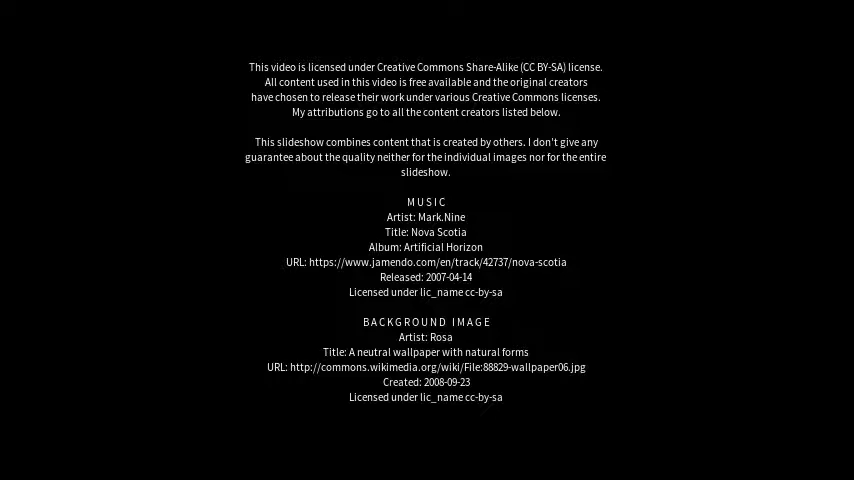 This video is licensed under Creative Commons Share-Alike (CC BY-SA) license.
All content used in this video is free available and the original creators
have chosen to release their work under various Creative Commons licenses.
My attributions go to all the content creators listed below.
This slideshow combines content that is created by others. I don't give any
guarantee about the quality neither for the individual images nor for the entire
slideshow.
MUSIC
Artist: Mark.Nine
Title: Nova Scotia
Album: Artificial Horizon
URL: https://www.jamendo.com/en/track/42737/nova-scotia
Released: 2007-04-14
Licensed under lic_name cc-by-sa
BACKGROUND IMAGE
Artist: Rosa
Title: A neutral wallpaper with natural forms
URL: http://commons.wikimedia.org/wiki/File:88829-wallpaper06.jpg
Created: 2008-09-23
Licensed under lic_name cc-by-sa